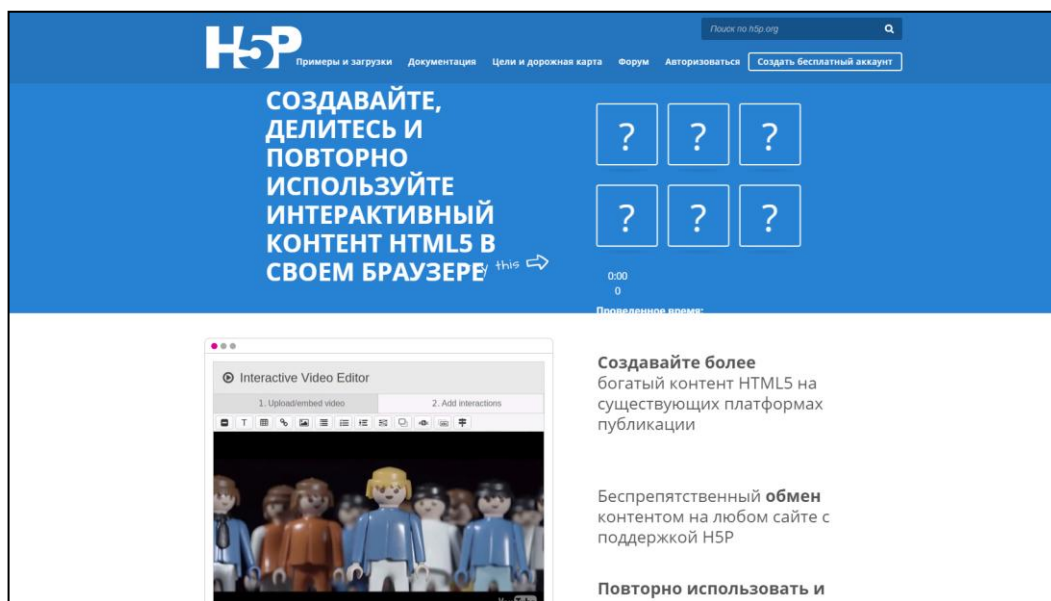 Поиск по h5p.org
H5P
Примеры и загрузки Документация Цели и дорожная карта Форум Авторизоваться Создать бесплатный аккаунт
СОЗДАВАЙТЕ,
ДЕЛИТЕСЬ И
ПОВТОРНО
ИСПОЛЬЗУЙТЕ
ИНТЕРАКТИВНЫЙ
КОНТЕНТ HTML5 В
СВОЕМ БРАУЗЕРЕ
this
? ? ?
? ? ?
0:00
0
Проведенное время:
Interactive Video Editor
1. Upload/embed video 2. Add interactions
T
Создавайте более
богатый контент HTML5 на
существующих платформах
публикации
Беспрепятственный обмен
контентом на любом сайте с
поддержкой H5P
Повторно использовать и